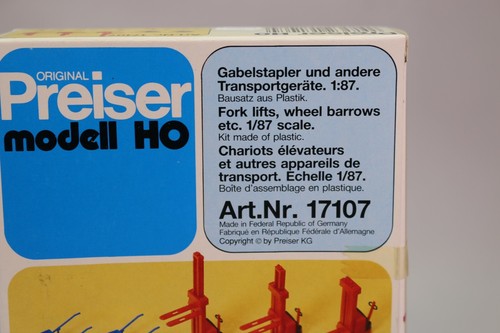 ORIGINAL
Preiser
modell HO
Gabelstapler und andere
Transportgeräte. 1:87.
Bausatz aus Plastik.
Fork lifts, wheel barrows
etc. 1/87 scale.
Kit made of plastic.
Chariots élévateurs
et autres appareils de
transport. Echelle 1/87.
Boîte d'assemblage en plastique.
Art.Nr. 17107
Made in Federal Republic of Germany
Fabriqué en République Fédérale d'Allemagne
Copyright © by Preiser KG